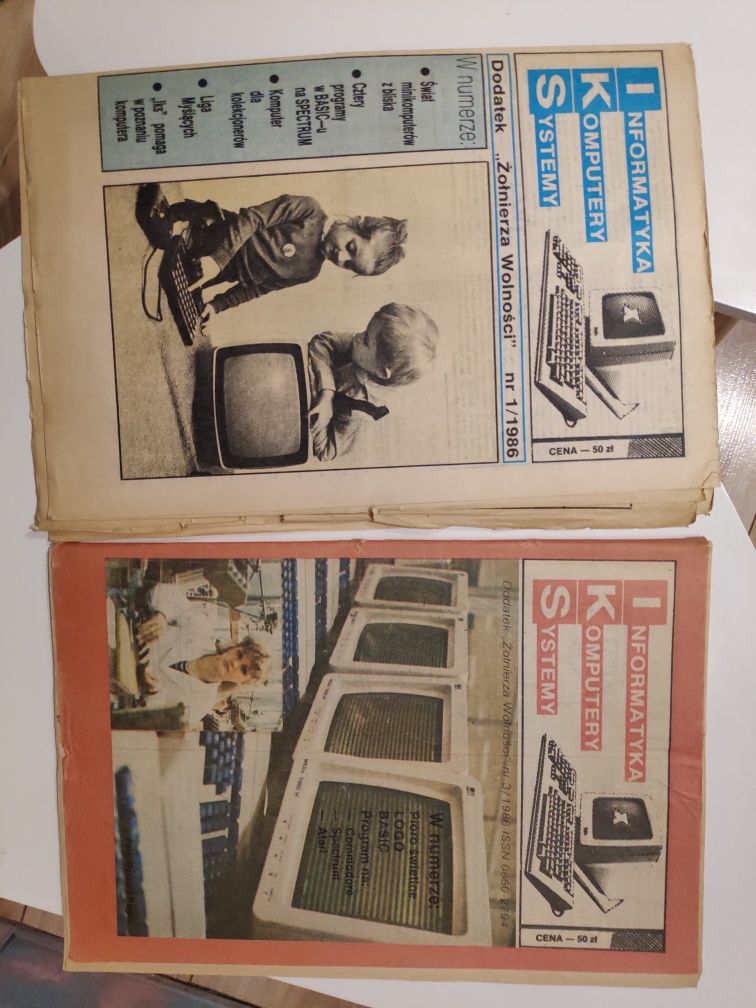 INFORMATYKA
KOMPUTERY
SYSTEMY
CENA — 50 zł
Dodatek „Żołnierza Wolności” nr 1/1986
W numerze:
● Świat
minikomputerów
z bliska
● Cztery
programy
w BASIC-u
na SPECTRUM
● Komputer
dla
kolekcjonerów
● Liga
Myślących
● „Iks” pomaga
w poznaniu
komputera
INFORMATYKA
KOMPUTERY
SYSTEMY
CENA — 50 zł
Dodatek „Żołnierza Wolności” nr 3/1986 ISSN 0860-2794
W numerze:
Pióro świetlne
LOGO
BASIC
Program na:
— Commodore
— Spectrum
— Atari